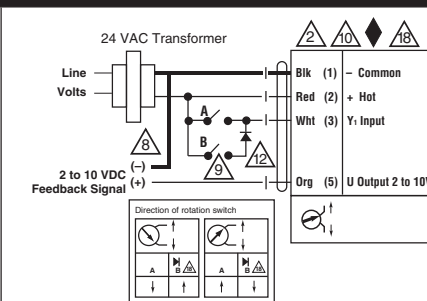 24 VAC Transformer
2 10 18
Line
Volts
Blk (1) – Common
Red (2) + Hot
A
Wht (3) Y1 Input
B
8
9
12
2 to 10 VDC (–)
Feedback Signal (+)
Org (5) U Output 2 to 10V
Direction of rotation switch
A B 18 A B 18